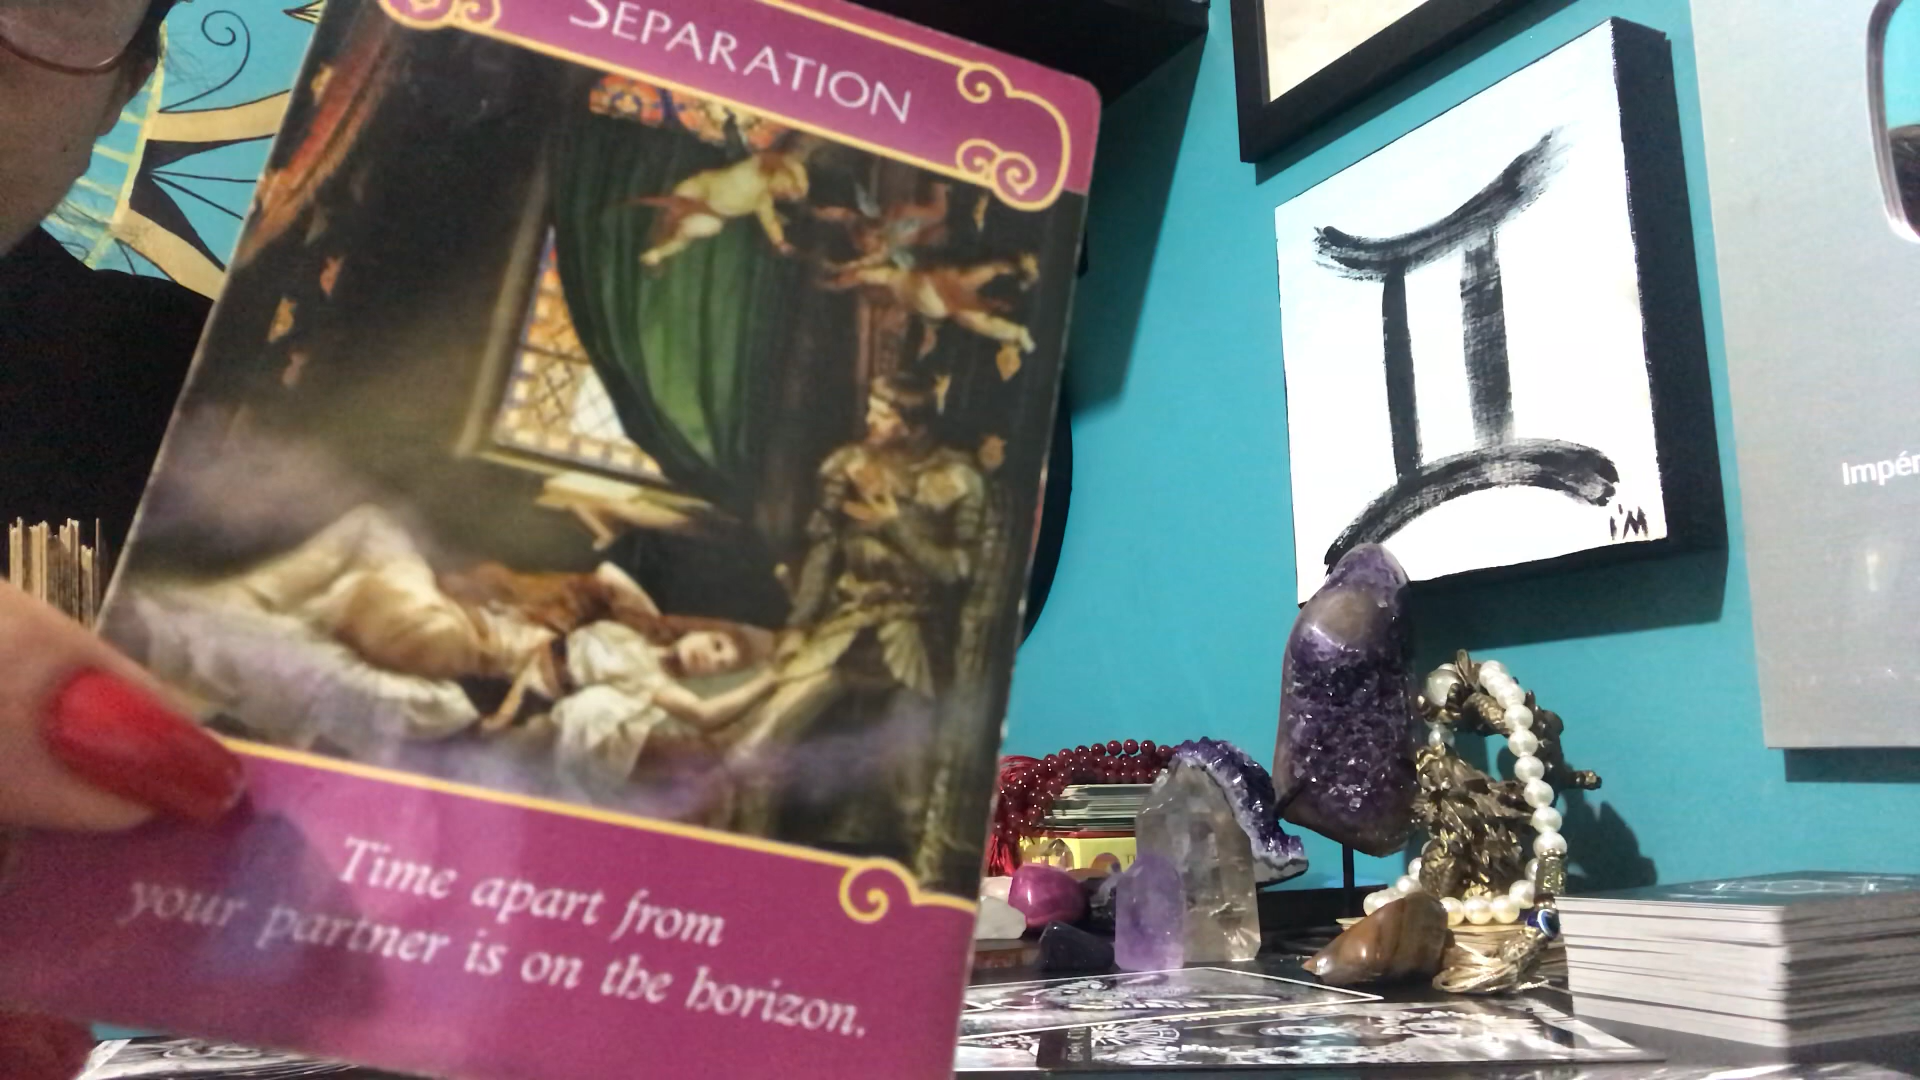 SEPARATION
Time apart from
your partner is on the horizon.
I'M
Impér